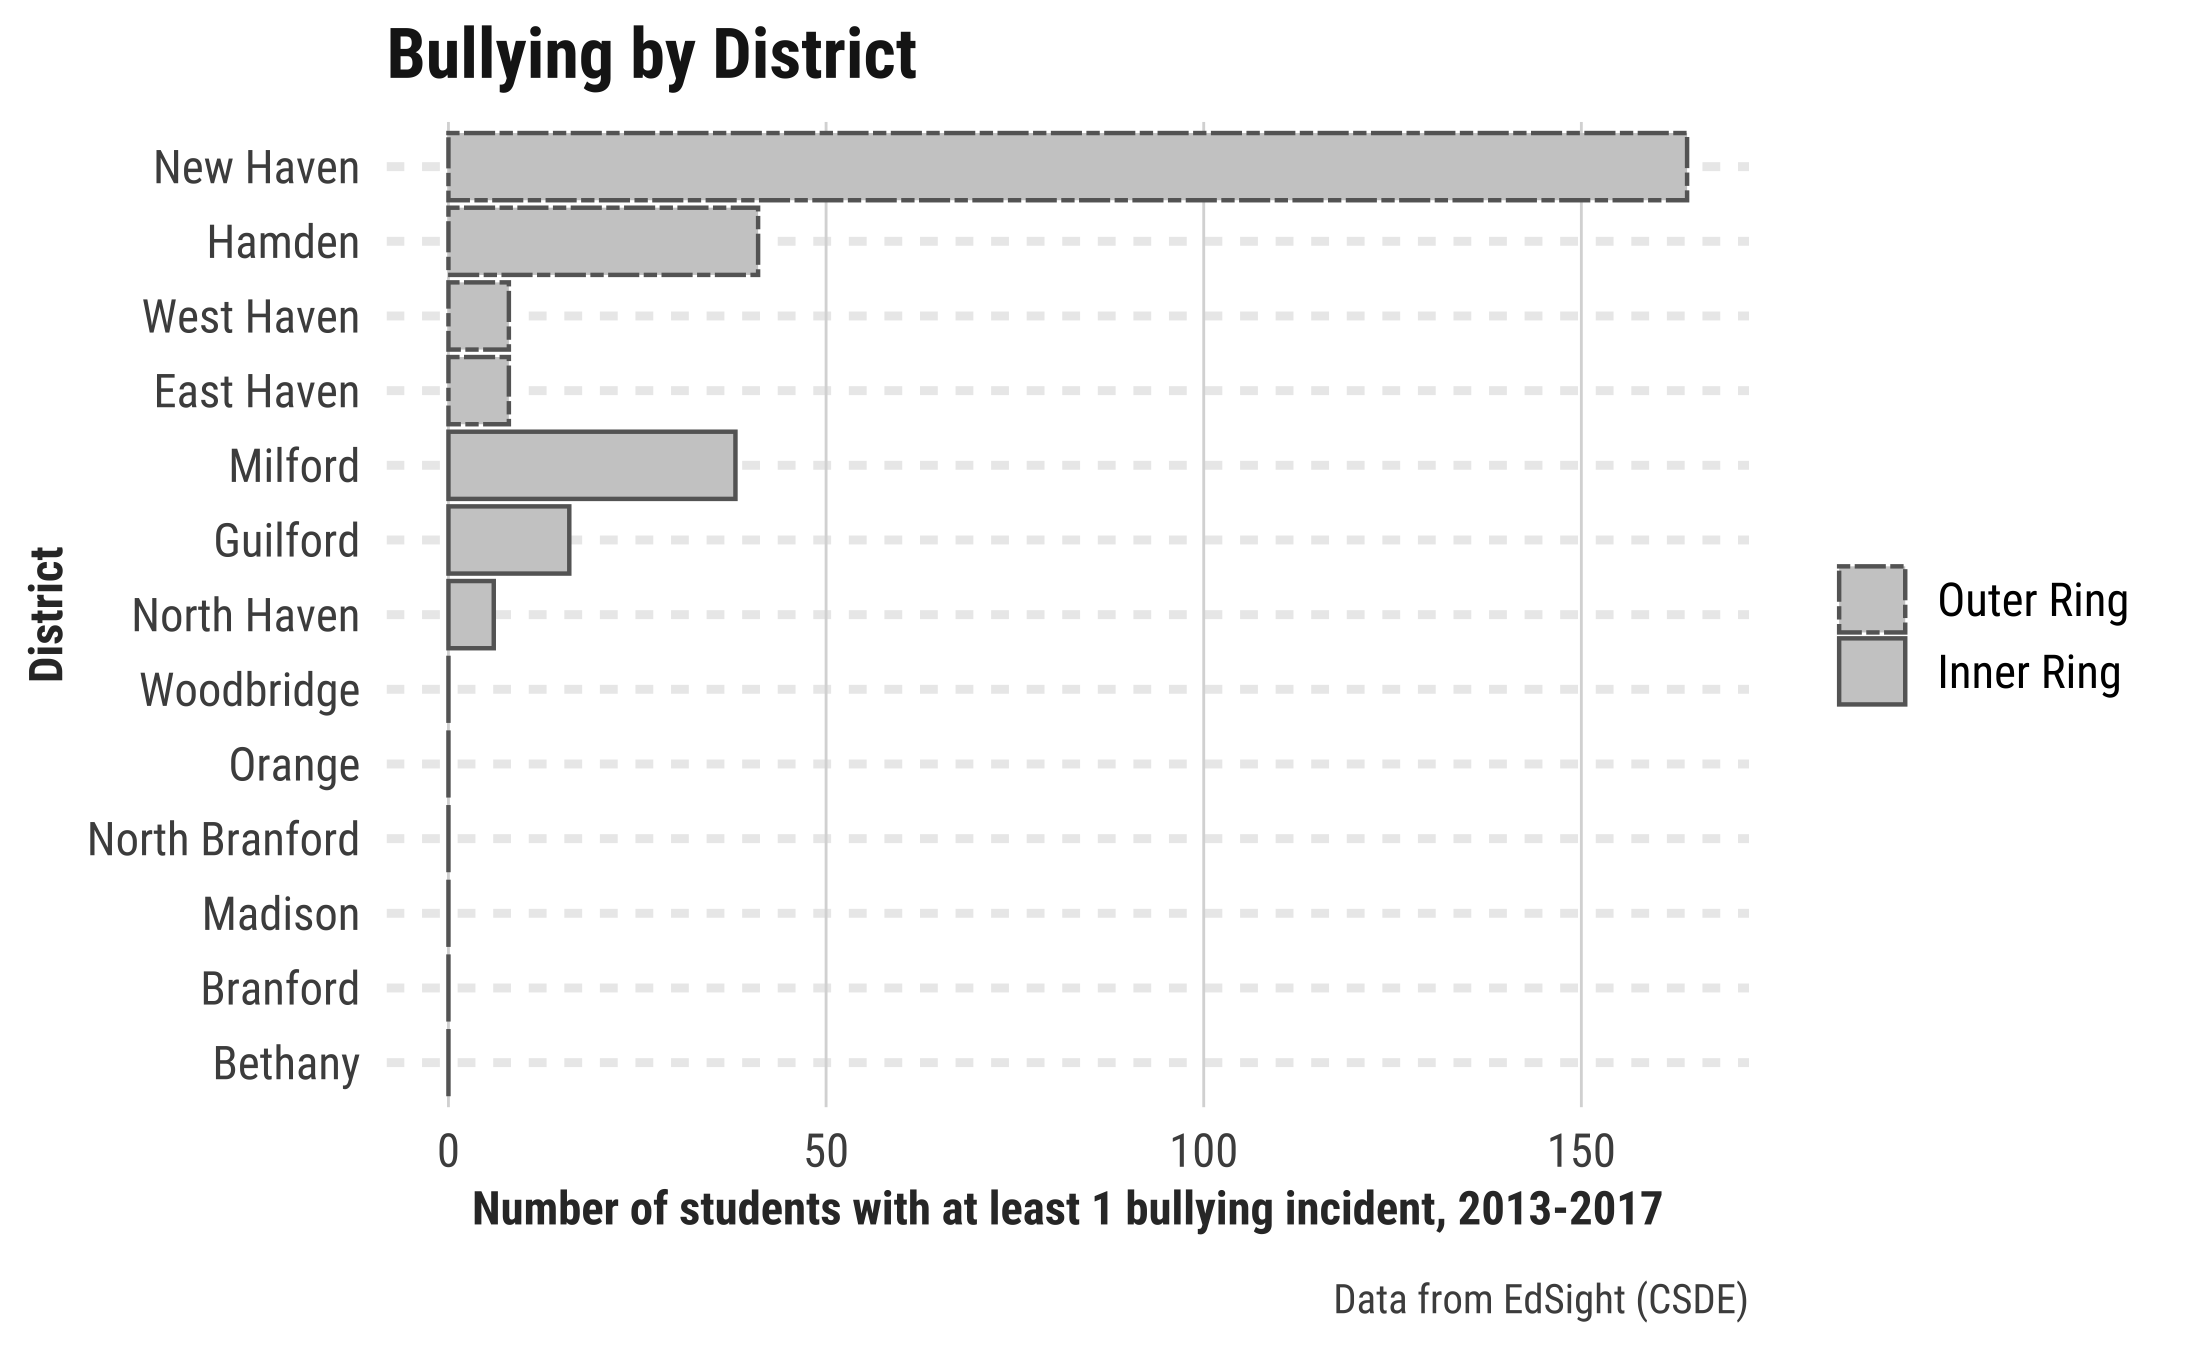 Bullying by District
New Haven
Hamden
West Haven
East Haven
Milford
Guilford
North Haven
Woodbridge
Orange
North Branford
Madison
Branford
Bethany
District
0 50 100 150
Number of students with at least 1 bullying incident, 2013-2017
Outer Ring
Inner Ring
Data from EdSight (CSDE)